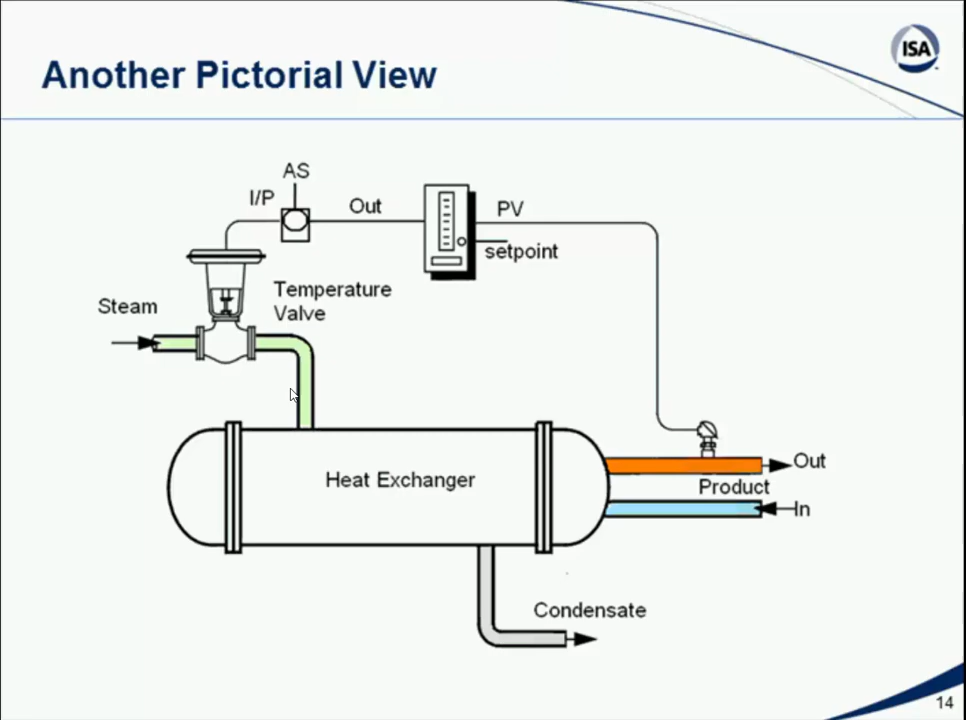 ISA
Another Pictorial View
AS
I/P
Out
PV
setpoint
Temperature
Valve
Steam
Heat Exchanger
Out
Product
In
Condensate
14